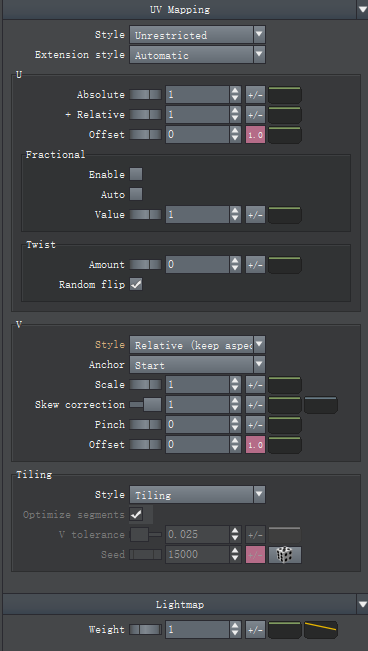 UV Mapping
Style Unrestricted
Extension style Automatic
U
Absolute 1 +/-
+ Relative 1 +/-
Offset 0 1.0
Fractional
Enable
Auto
Value 1 +/-
Twist
Amount 0 +/-
Random flip
V
Style Relative (keep aspec
Anchor Start
Scale 1 +/-
Skew correction 1 +/-
Pinch 0 +/-
Offset 0 1.0
Tiling
Style Tiling
Optimize segments
V tolerance 0.025 +/-
Seed 15000 +/-
Lightmap
Weight 1 +/-